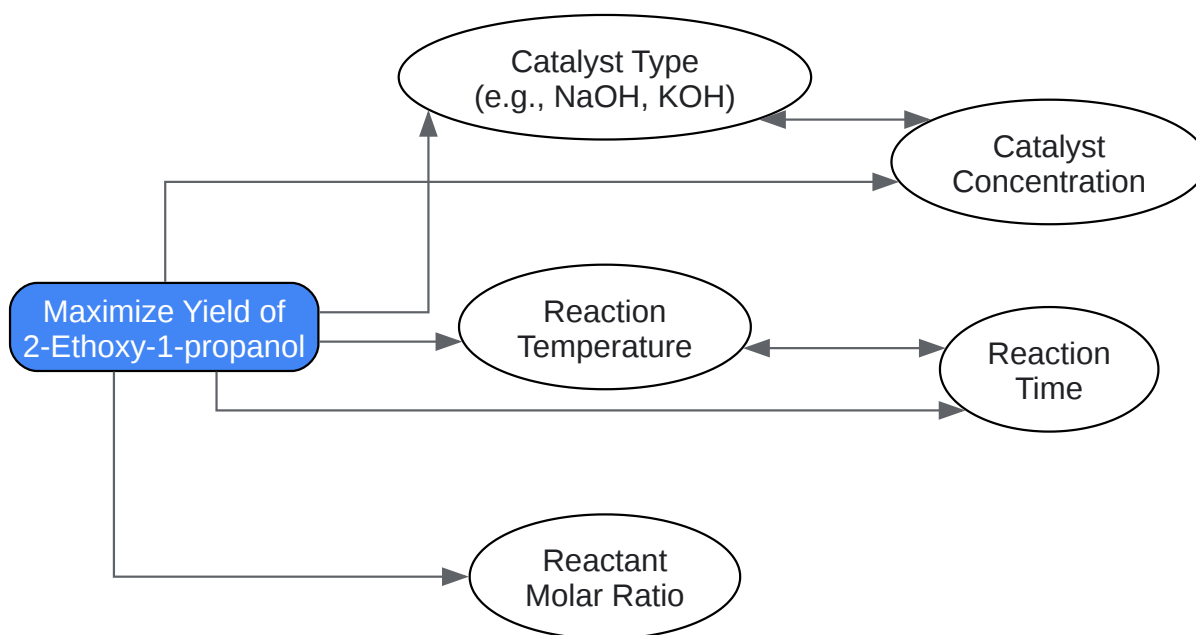 Catalyst Type
(e.g., NaOH, KOH)
Catalyst
Concentration
Maximize Yield of
2-Ethoxy-1-propanol
Reaction
Temperature
Reaction
Time
Reactant
Molar Ratio